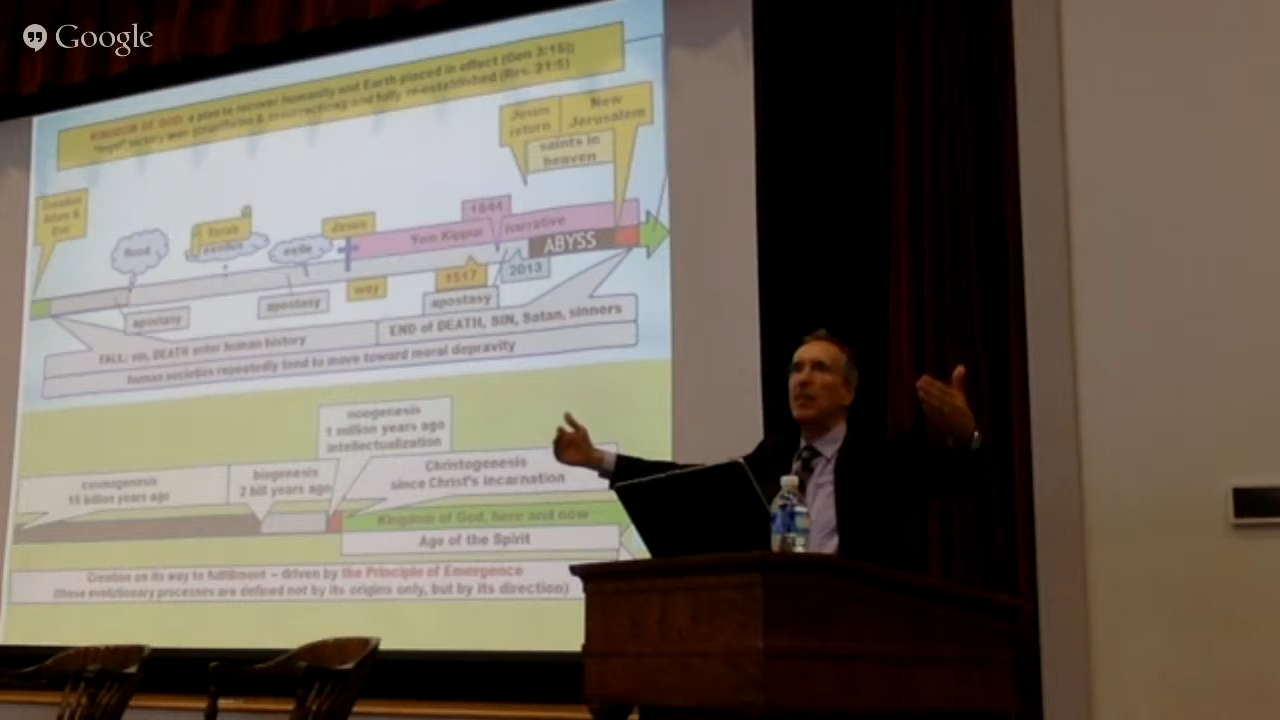 Google
KINGDOM OF GOD: a plan to recover humanity and Earth placed in effect (Gen 3:15);
"legal" victory won (crucifixion & resurrection) and fully re-established (Rev. 21:5)
Jesus
return
New
Jerusalem
saints in
heaven
Creation
Adam &
Eve
flood
Torah
exodus
exile
Jesus
1844
Yom Kippur narrative
ABYSS
way
1517
2013
apostasy
apostasy
apostasy
FALL: sin, DEATH enter human history
END of DEATH, SIN, Satan, sinners
human societies repeatedly tend to move toward moral depravity
noogenesis
1 million years ago
intellectualization
cosmogenesis
15 billion years ago
biogenesis
2 bill years ago
Christogenesis
since Christ's incarnation
Kingdom of God, here and now
Age of the Spirit
Creation on its way to fulfillment – driven by the Principle of Emergence
(these evolutionary processes are defined not by its origins only, but by its direction)